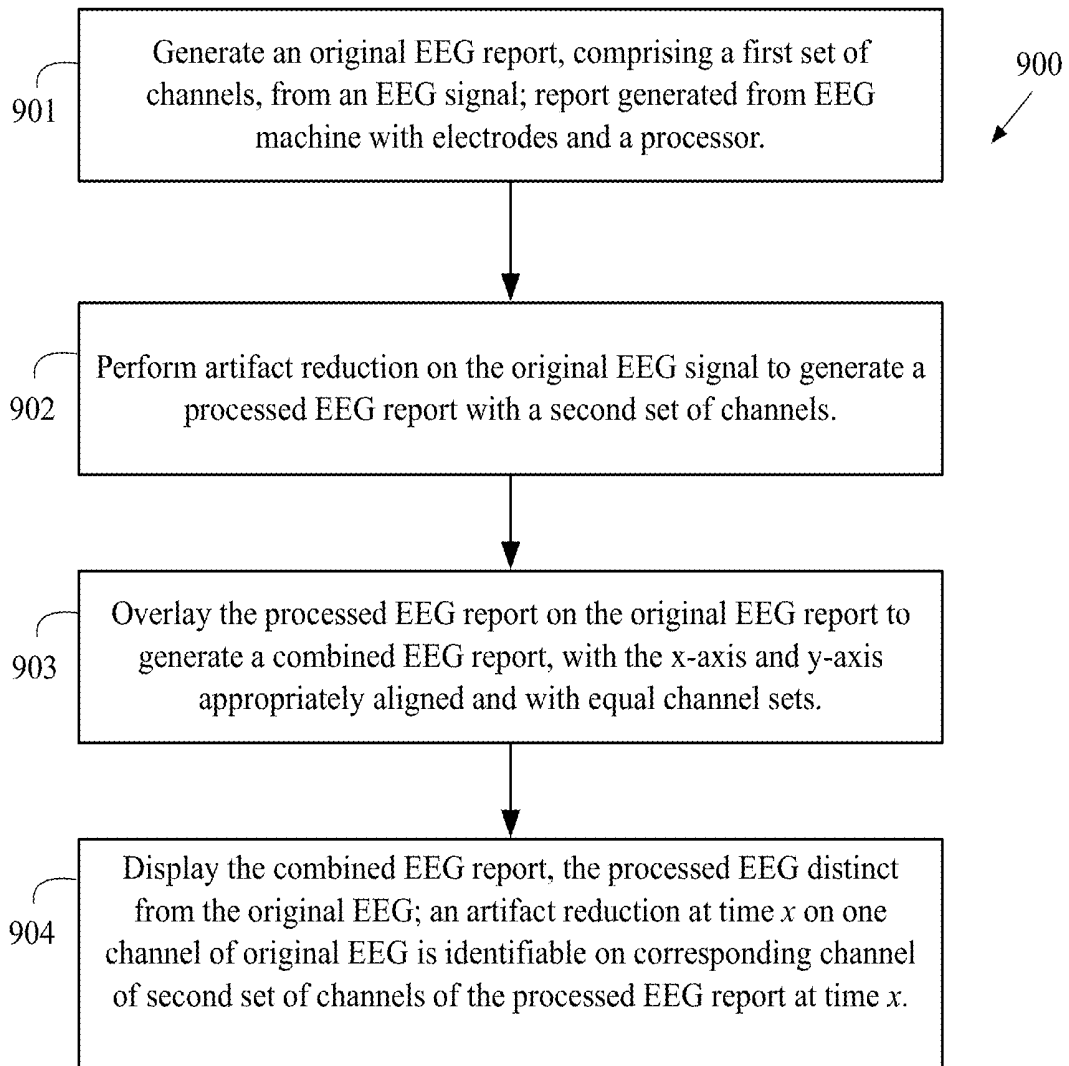 Generate an original EEG report, comprising a first set of
channels, from an EEG signal; report generated from EEG
machine with electrodes and a processor.
901
900
Perform artifact reduction on the original EEG signal to generate a
processed EEG report with a second set of channels.
902
Overlay the processed EEG report on the original EEG report to
generate a combined EEG report, with the x-axis and y-axis
appropriately aligned and with equal channel sets.
903
Display the combined EEG report, the processed EEG distinct
from the original EEG; an artifact reduction at time x on one
channel of original EEG is identifiable on corresponding channel
of second set of channels of the processed EEG report at time x.
904